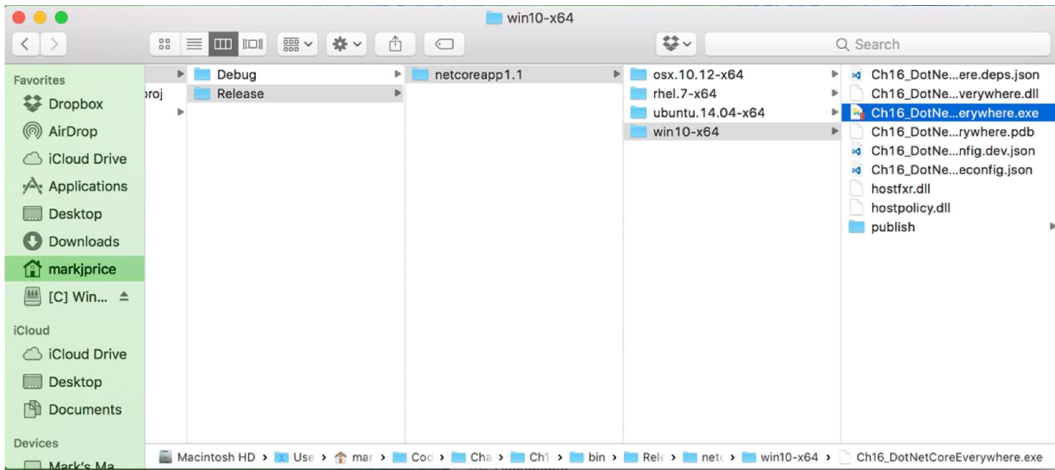 win10-x64
Search
Favorites
Dropbox
AirDrop
iCloud Drive
Applications
Desktop
Downloads
markjprice
[C] Win...
iCloud
iCloud Drive
Desktop
Documents
Devices
Mark's Ma
proj
Debug
Release
netcoreapp1.1
osx.10.12-x64
rhel.7-x64
ubuntu.14.04-x64
win10-x64
Ch16_DotNe...ere.deps.json
Ch16_DotNe...verywhere.dll
Ch16_DotNe...erywhere.exe
Ch16_DotNe...rywhere.pdb
Ch16_DotNe...nfig.dev.json
Ch16_DotNe...econfig.json
hostfxr.dll
hostpolicy.dll
publish
Macintosh HD › Use › mar › Cod › Cha › Ch1 › bin › Rele › netc › win10-x64 › Ch16_DotNetCoreEverywhere.exe